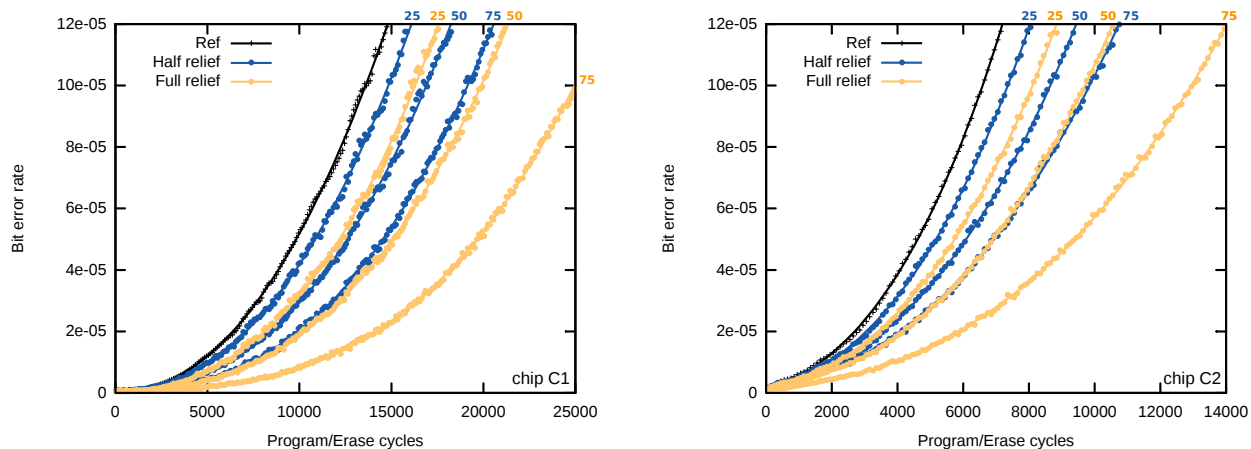 25 25 50 75 50
12e-05
Ref
Half relief
Full relief
10e-05
75
8e-05
Bit error rate
6e-05
4e-05
2e-05
0
chip C1
0 5000 10000 15000 20000 25000
Program/Erase cycles
25 25 50 50 75 75
12e-05
Ref
Half relief
Full relief
10e-05
8e-05
Bit error rate
6e-05
4e-05
2e-05
0
chip C2
0 2000 4000 6000 8000 10000 12000 14000
Program/Erase cycles